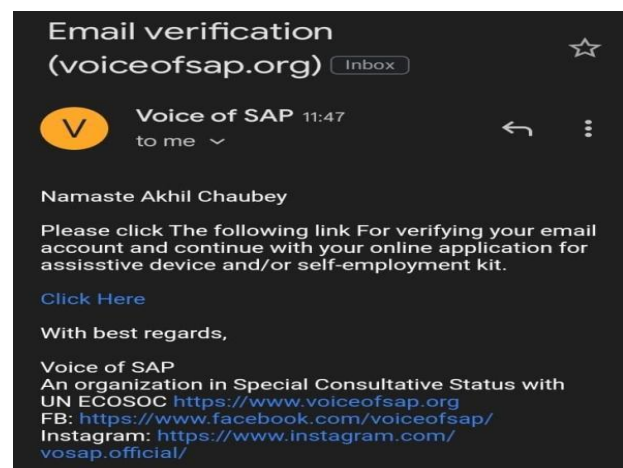 Email verification
(voiceofsap.org) Inbox
V
Voice of SAP 11:47
to me
Namaste Akhil Chaubey
Please click The following link For verifying your email
account and continue with your online application for
assisstive device and/or self-employment kit.
Click Here
With best regards,
Voice of SAP
An organization in Special Consultative Status with
UN ECOSOC https://www.voiceofsap.org
FB: https://www.facebook.com/voiceofsap/
Instagram: https://www.instagram.com/
vosap.official/